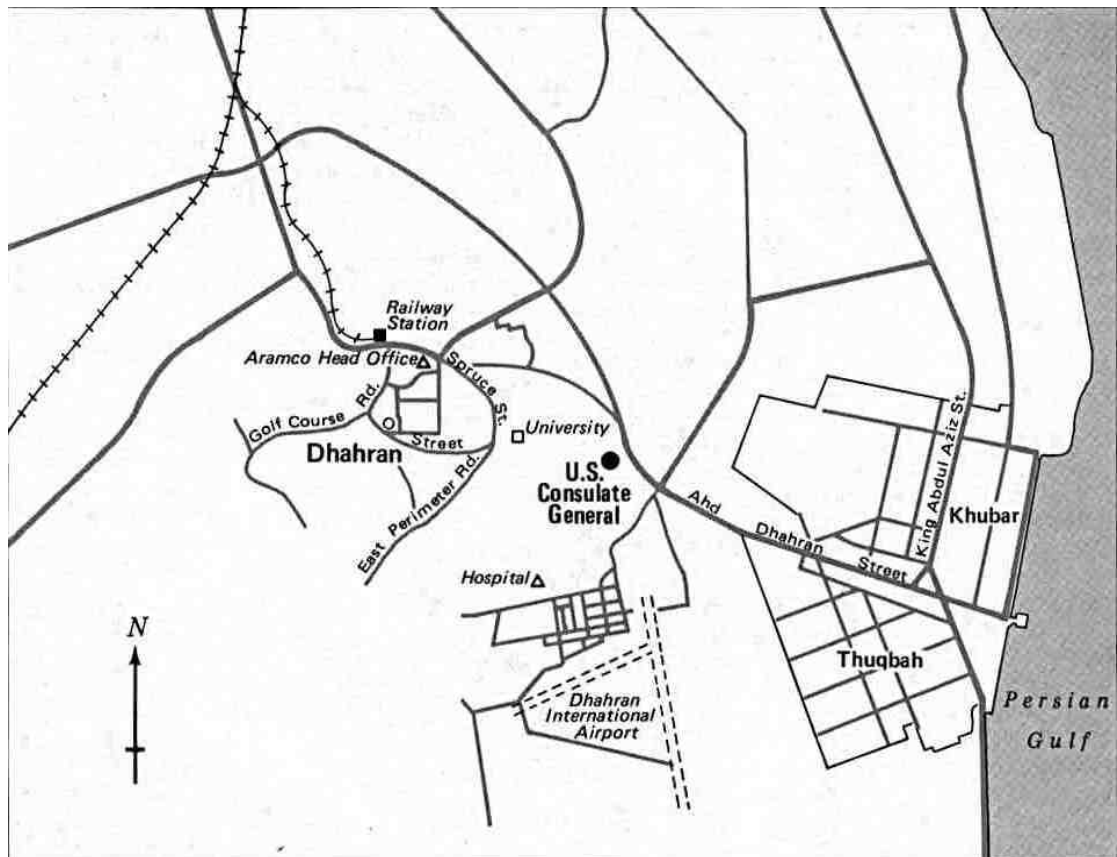 Railway
Station
Aramco Head Office
Spruce St.
Golf Course Rd.
O Street
Dhahran
University
U.S.
Consulate
General
East Perimeter Rd.
Ahd Dhahran Street
King Abdul Aziz St.
Khubar
Hospital
N
Thuqbah
Dhahran
International
Airport
Persian
Gulf